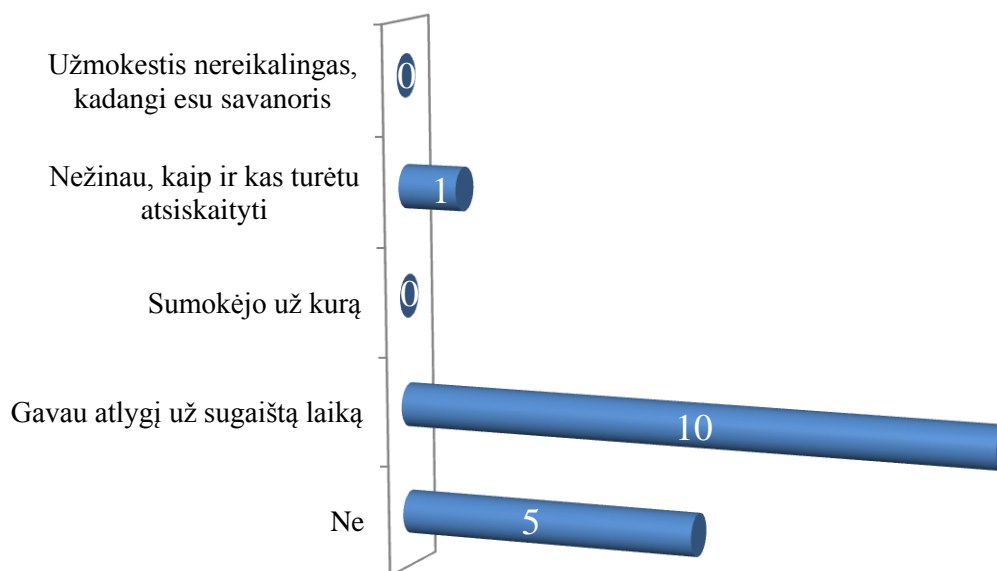 Užmokestis nereikalingas,
kadangi esu savanoris
0
Nežinau, kaip ir kas turėtu
atsiskaityti
1
Sumokėjo už kurą
0
Gavau atlygį už sugaištą laiką
10
Ne
5